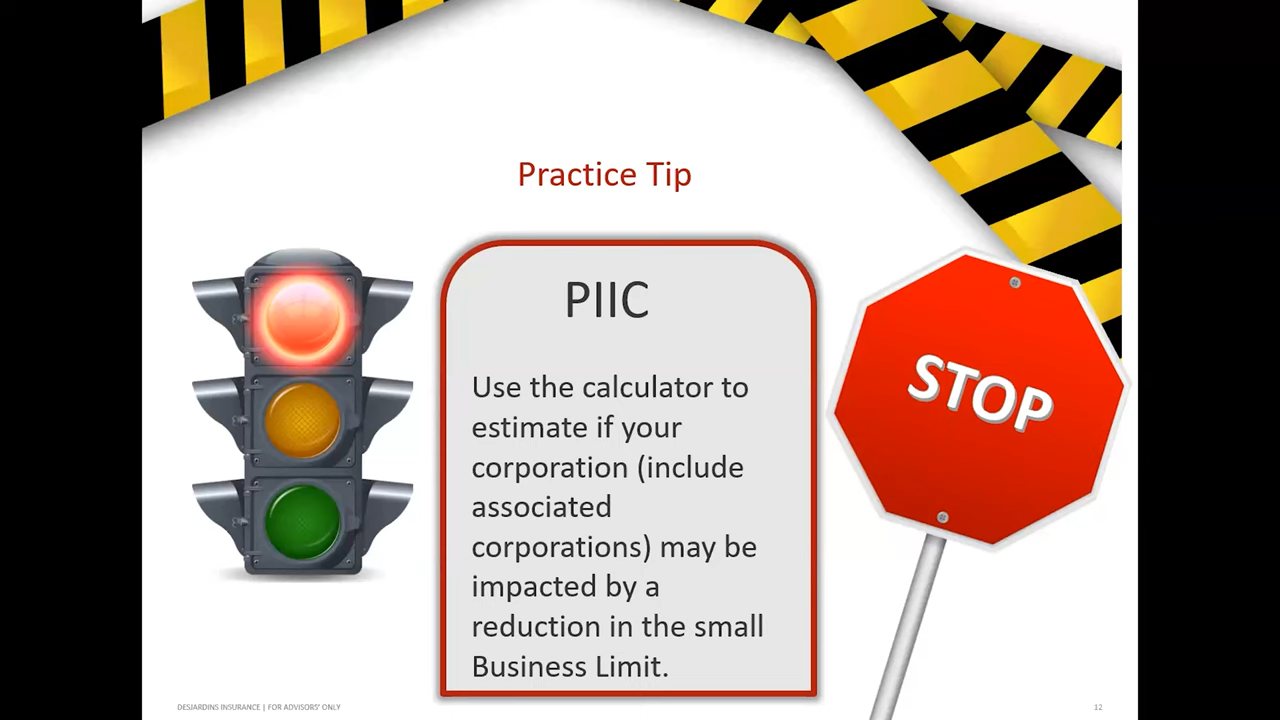 Practice Tip
PIIC
Use the calculator to
estimate if your
corporation (include
associated
corporations) may be
impacted by a
reduction in the small
Business Limit.
STOP
DESJARDINS INSURANCE | FOR ADVISORS' ONLY
12